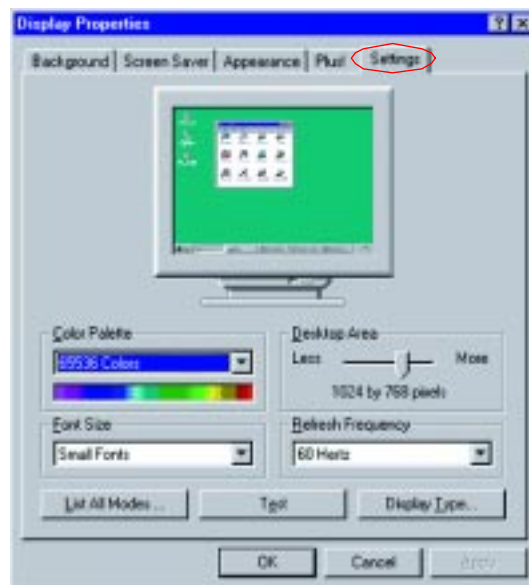 Display Properties
Background Screen Saver Appearance Plus! Settings
Color Palette
65536 Colors
Desktop Area
Less More
1024 by 768 pixels
Font Size
Small Fonts
Refresh Frequency
60 Hertz
List All Modes... Test Display Type...
OK Cancel Apply